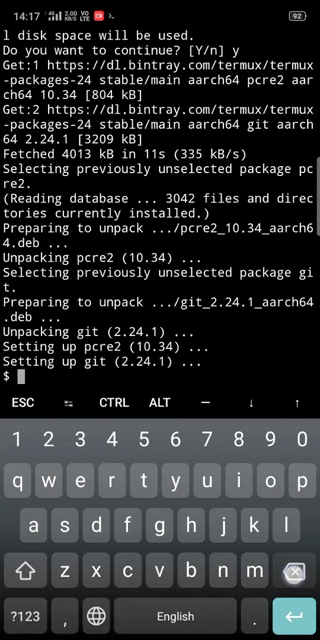 14:17 4G 2.00 KB/S VO LTE 92
l disk space will be used.
Do you want to continue? [Y/n] y
Get:1 https://dl.bintray.com/termux/termux
-packages-24 stable/main aarch64 pcre2 aar
ch64 10.34 [804 kB]
Get:2 https://dl.bintray.com/termux/termux
-packages-24 stable/main aarch64 git aarch
64 2.24.1 [3209 kB]
Fetched 4013 kB in 11s (335 kB/s)
Selecting previously unselected package pc
re2.
(Reading database ... 3042 files and direc
tories currently installed.)
Preparing to unpack .../pcre2_10.34_aarch6
4.deb ...
Unpacking pcre2 (10.34) ...
Selecting previously unselected package gi
t.
Preparing to unpack .../git_2.24.1_aarch64
.deb ...
Unpacking git (2.24.1) ...
Setting up pcre2 (10.34) ...
Setting up git (2.24.1) ...
$
ESC CTRL ALT — ↓ ↑
1 2 3 4 5 6 7 8 9 0
q w e r t y u i o p
a s d f g h j k l
z x c v b n m
?123 , English .